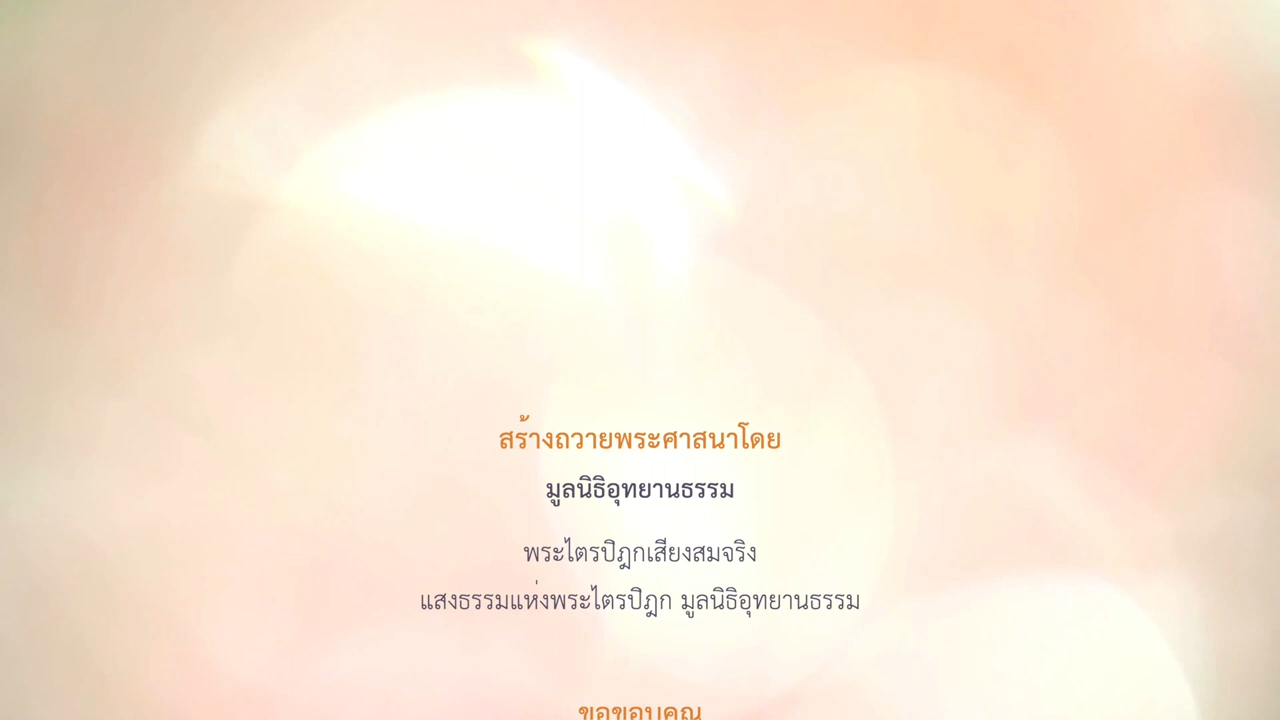 สร้างถวายพระศาสนาโดย
มูลนิธิอุทยานธรรม
พระไตรปิฎกเสียงสมจริง
แสงธรรมแห่งพระไตรปิฎก มูลนิธิอุทยานธรรม
ขอขอบคุณ